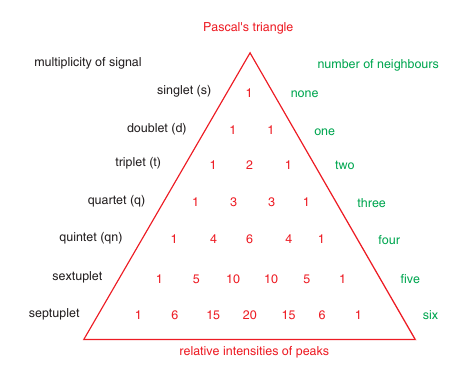 Pascal's triangle
multiplicity of signal number of neighbours
singlet (s) 1 none
doublet (d) 1 1 one
triplet (t) 1 2 1 two
quartet (q) 1 3 3 1 three
quintet (qn) 1 4 6 4 1 four
sextuplet 1 5 10 10 5 1 five
septuplet 1 6 15 20 15 6 1 six
relative intensities of peaks